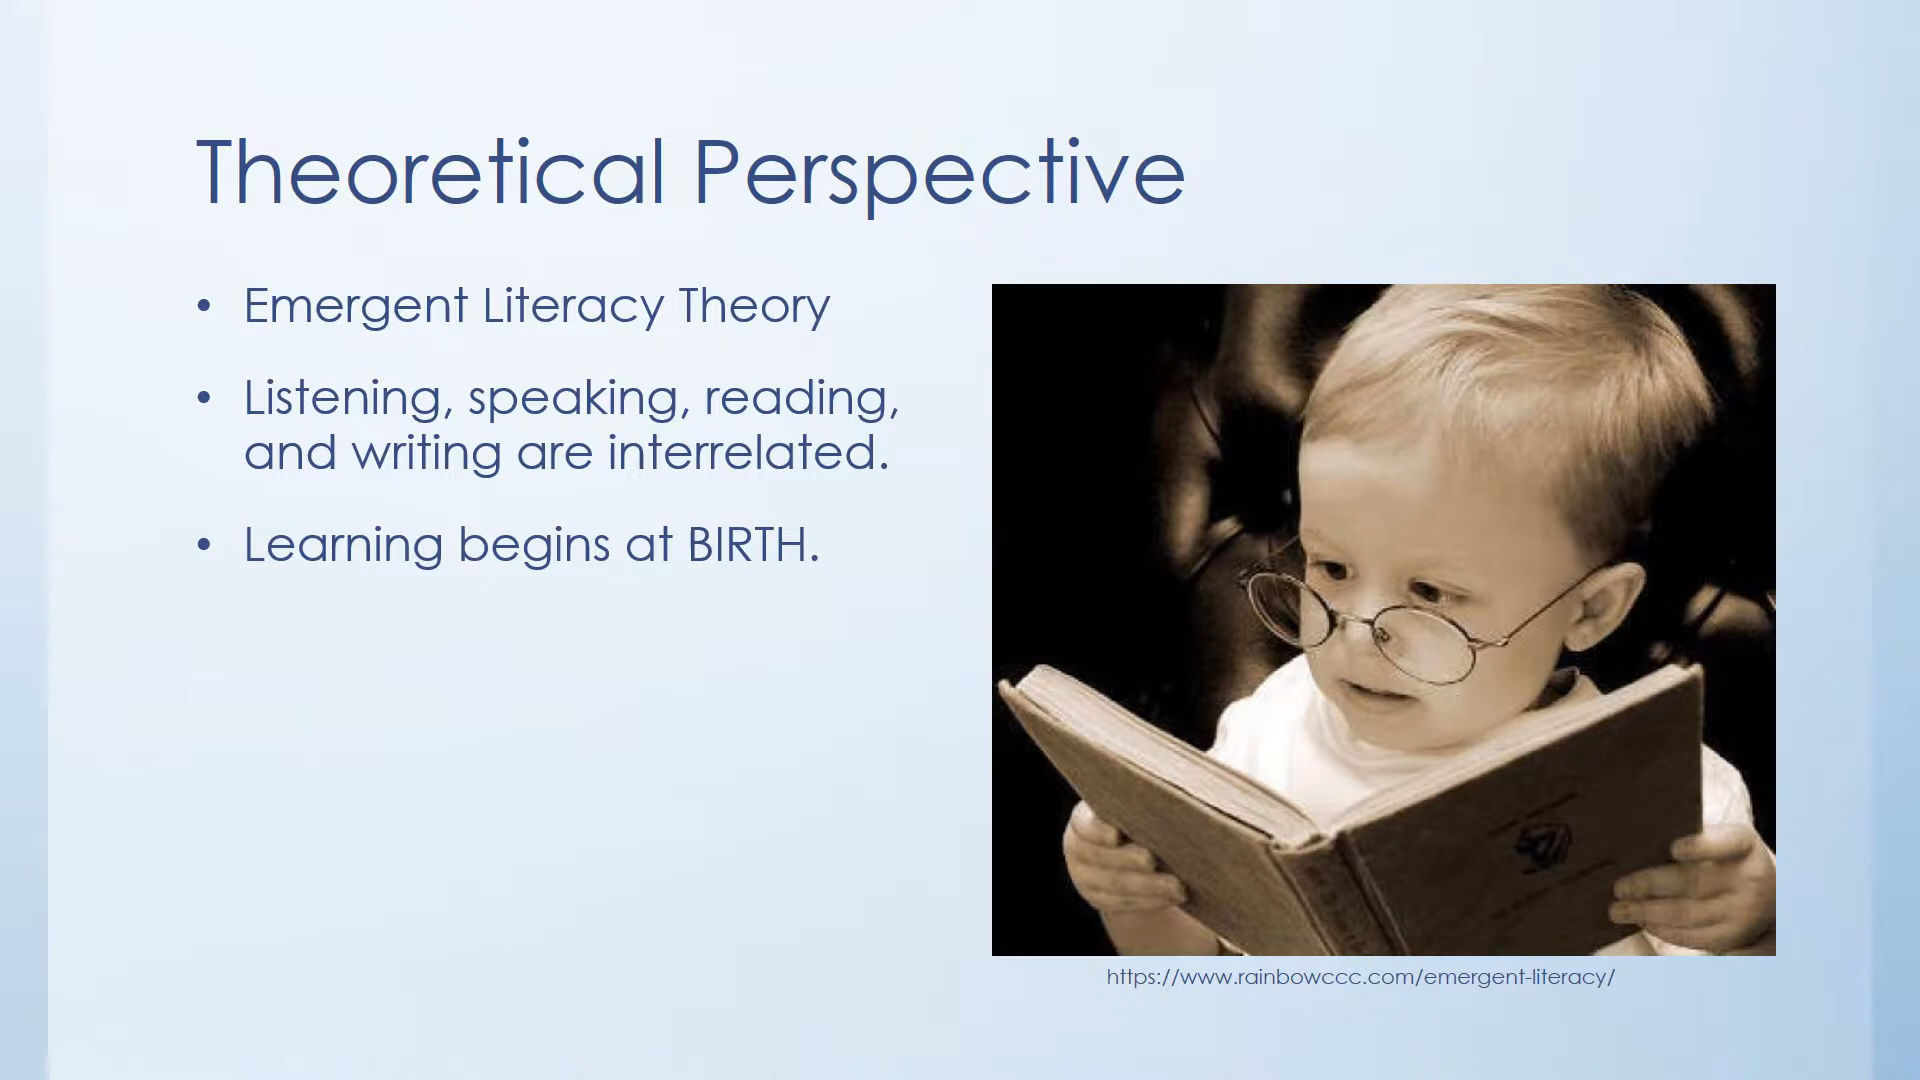 Theoretical Perspective
• Emergent Literacy Theory
• Listening, speaking, reading,
and writing are interrelated.
• Learning begins at BIRTH.
https://www.rainbowccc.com/emergent-literacy/